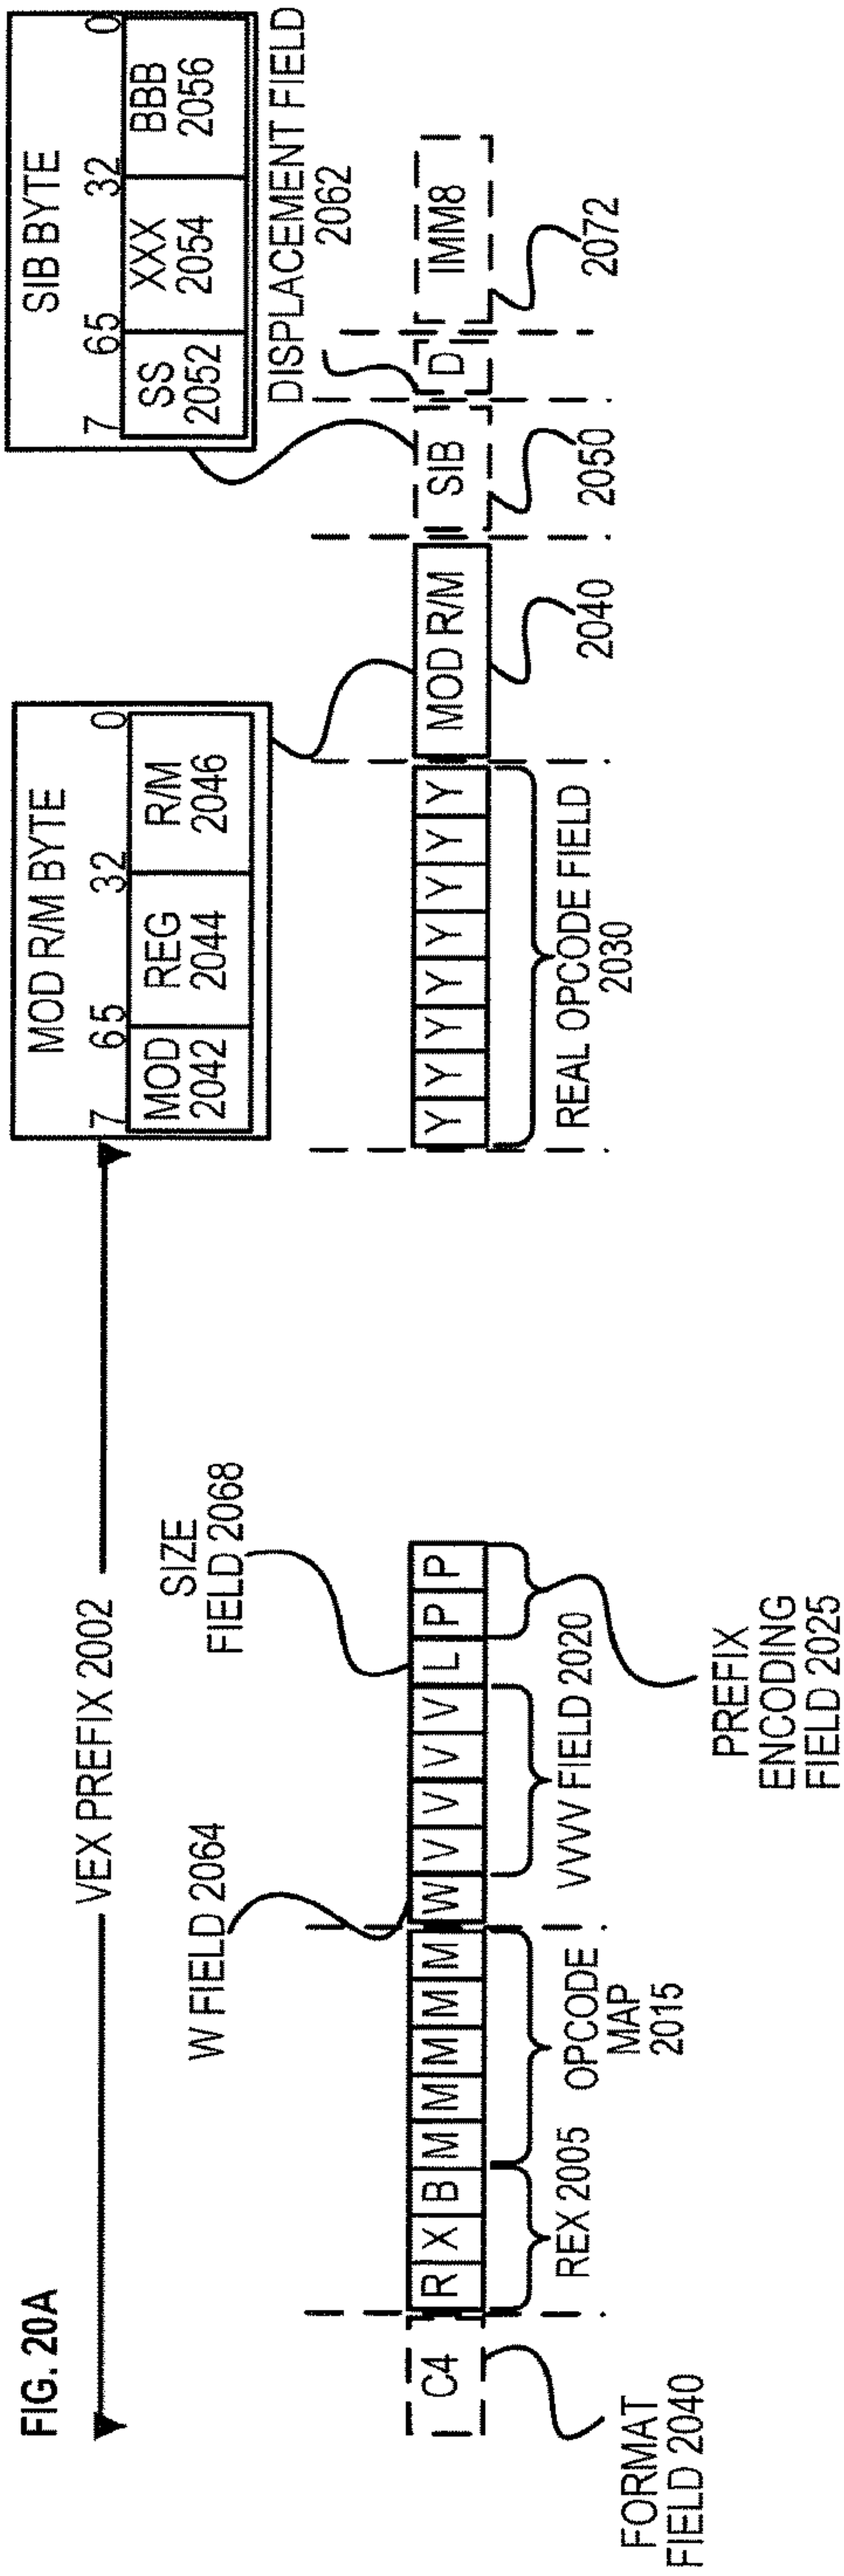 FIG. 20A
VEX PREFIX 2002
MOD R/M BYTE
7 65 32 0
MOD REG R/M
2042 2044 2046
SIB BYTE
7 65 32 0
SS XXX BBB
2052 2054 2056
W FIELD 2064
SIZE
FIELD 2068
DISPLACEMENT FIELD
2062
C4 R X B M M M M M W V V V V L P P Y Y Y Y Y Y Y Y MOD R/M SIB D IMM8
FORMAT
FIELD 2040
REX 2005
OPCODE
MAP
2015
VVVV FIELD 2020
PREFIX
ENCODING
FIELD 2025
REAL OPCODE FIELD
2030
2040
2050
2072